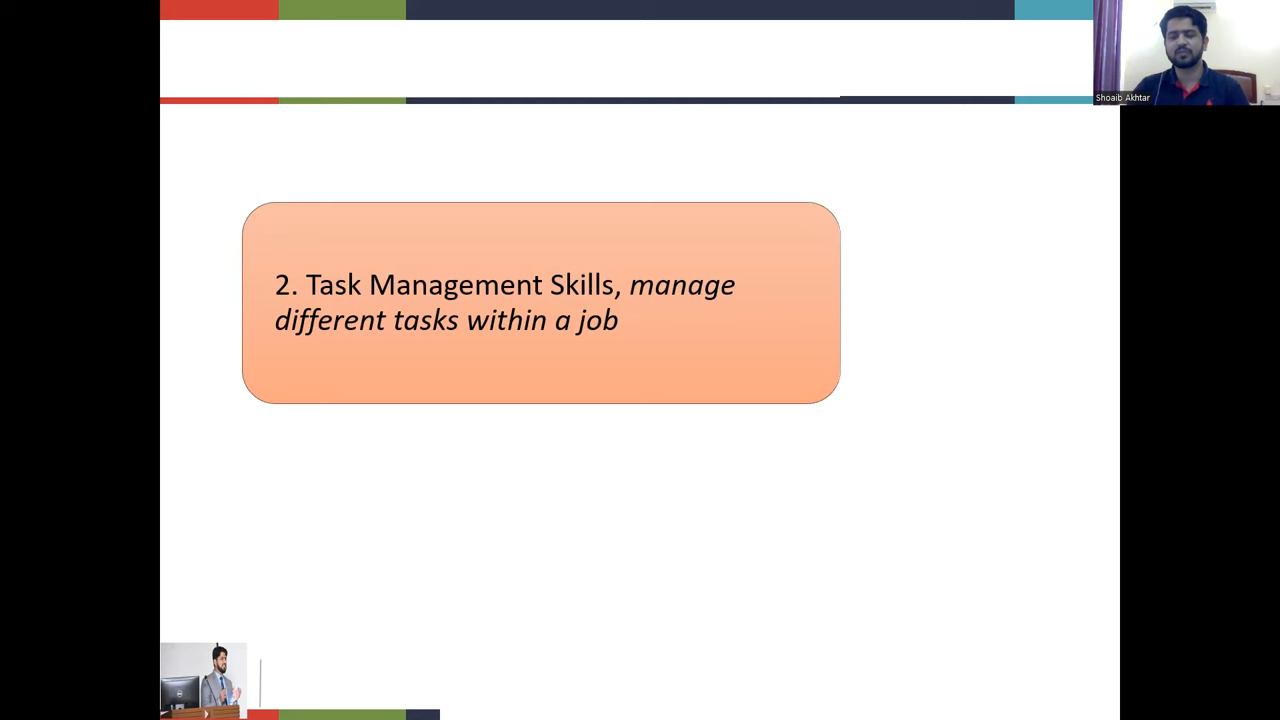 Shoaib Akhtar
2. Task Management Skills, manage
different tasks within a job